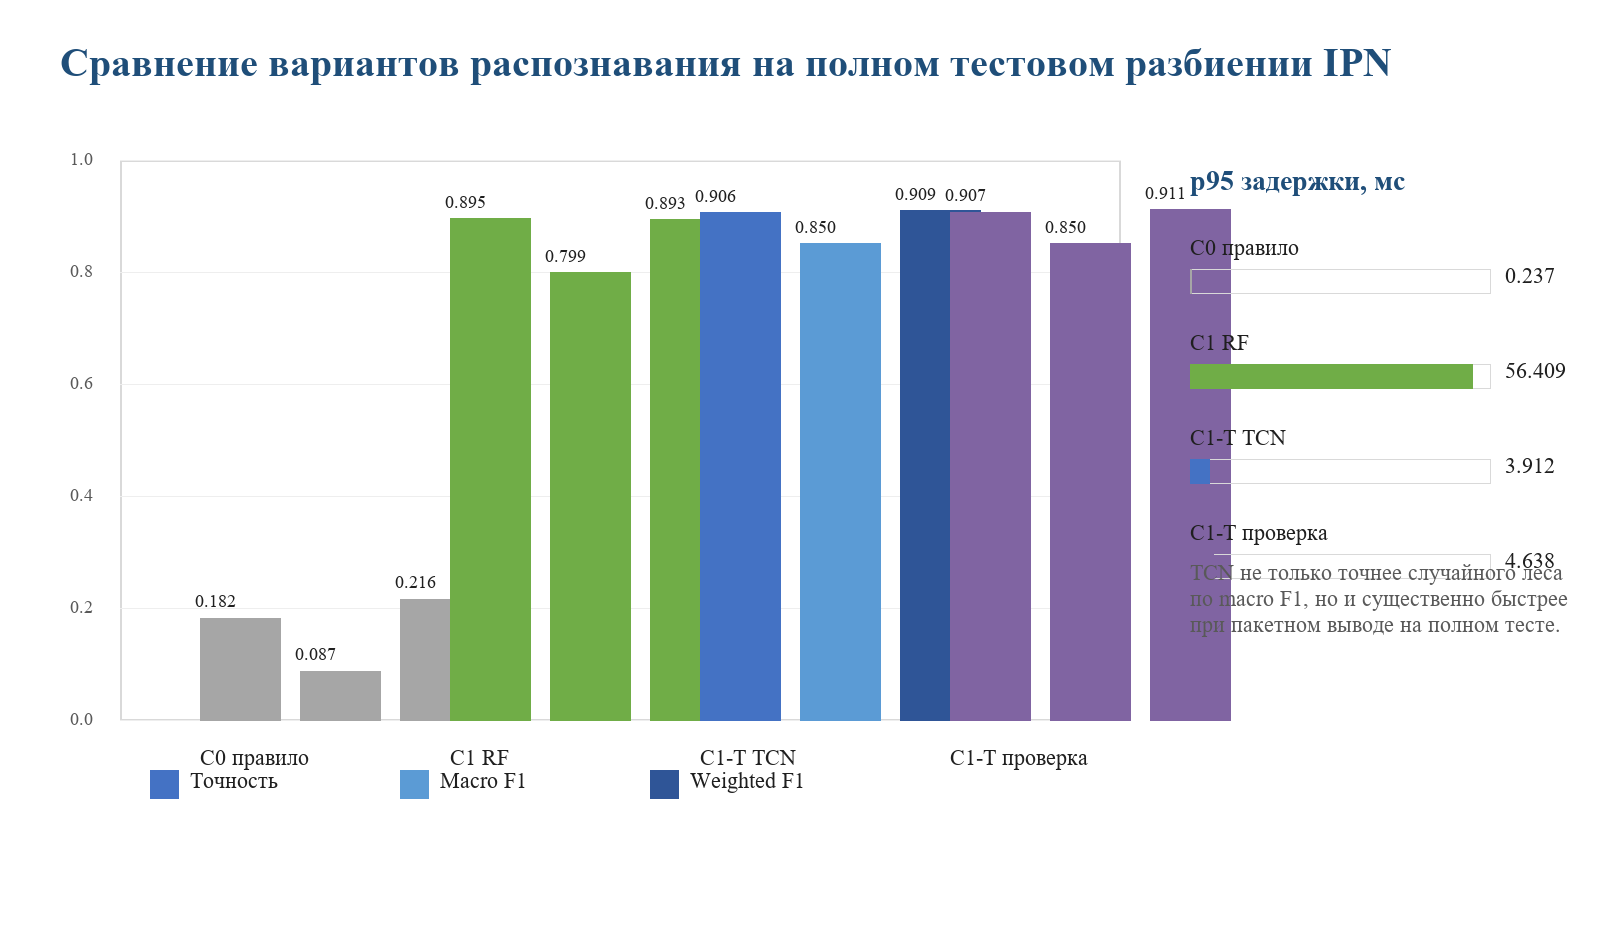 Сравнение вариантов распознавания на полном тестовом разбиении IPN
1.0
0.8
0.6
0.4
0.2
0.0
0.182
0.087
0.216
0.895
0.799
0.893
0.906
0.850
0.909
0.907
0.850
0.911
C0 правило
C1 RF
C1-T TCN
C1-T проверка
Точность
Macro F1
Weighted F1
p95 задержки, мс
C0 правило
0.237
C1 RF
56.409
C1-T TCN
3.912
C1-T проверка
4.638
TCN не только точнее случайного леса
по macro F1, но и существенно быстрее
при пакетном выводе на полном тесте.